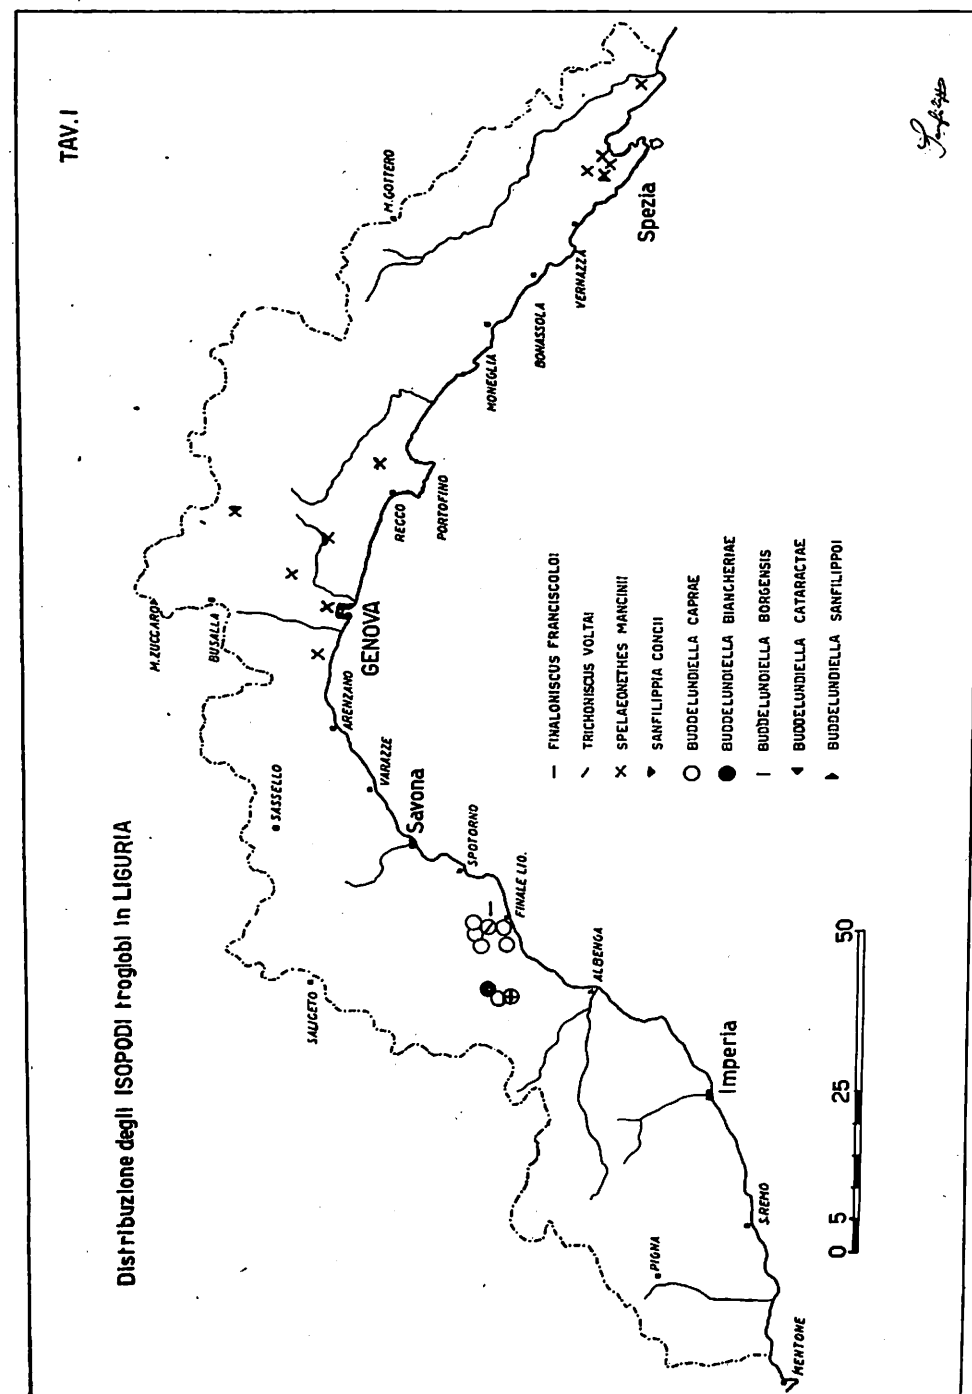 TAV. I
Distribuzione degli ISOPODI troglobi in LIGURIA
M. ZUCCARO
BUSALLA
SASSELLO
SALICETO
M. GOTTERO
GENOVA
ARENZANO
VARAZZE
Savona
SPOTORNO
FINALE LIG.
ALBENGA
Imperia
S. REMO
PIGNA
MENTONE
RECCO
PORTOFINO
MONEGLIA
BONASSOLA
VERNAZZA
Spezia
FINALONISCUS FRANCISCOLOI
TRICHONISCUS VOLTAI
SPELAEONETHES MANCINII
SANFILIPPIA CONCII
BUDDELUNDIELLA CAPRAE
BUDDELUNDIELLA BIANCHERIAE
BUDDELUNDIELLA BORGENSIS
BUDDELUNDIELLA CATARACTAE
BUDDELUNDIELLA SANFILIPPOI
0 5 25 50